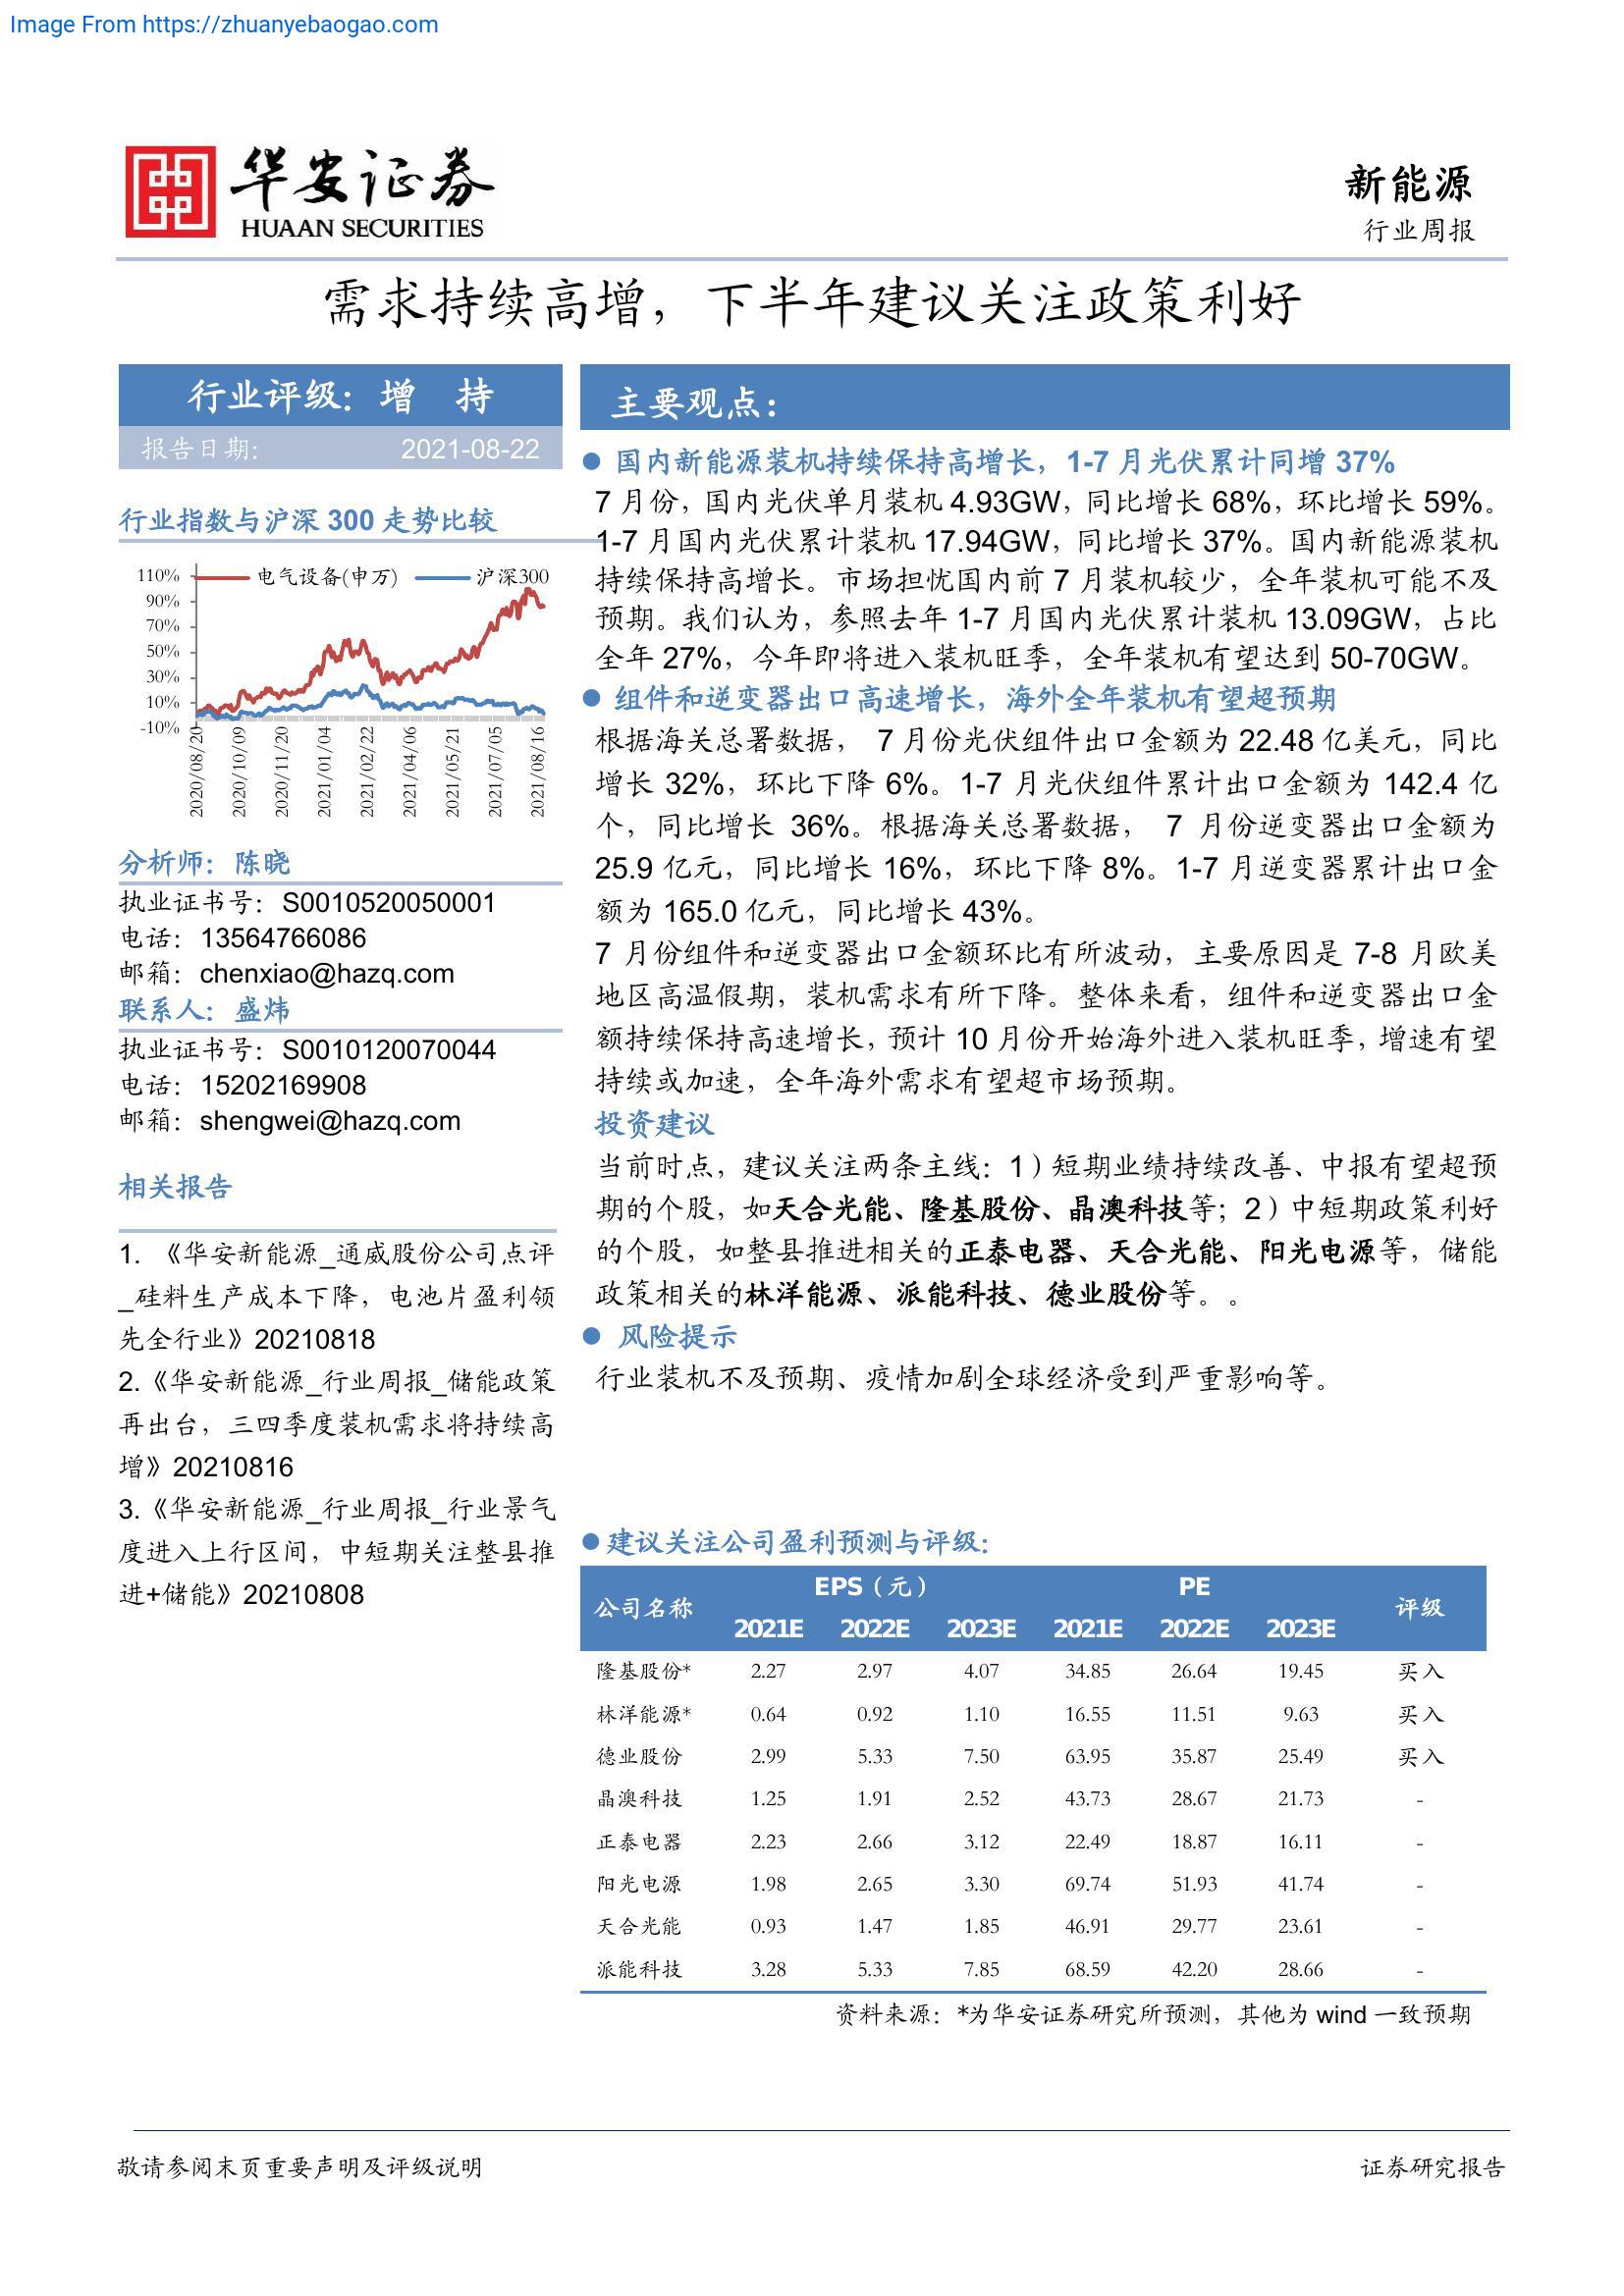 Image From https://zhuanyebaogao.com
华安证券
HUAAN SECURITIES
新能源
行业周报
需求持续高增，下半年建议关注政策利好
行业评级：增 持
报告日期： 2021-08-22
行业指数与沪深 300 走势比较
电气设备(申万) 沪深300
110%
90%
70%
50%
30%
10%
-10%
2020/08/20
2020/10/09
2020/11/20
2021/01/04
2021/02/22
2021/04/06
2021/05/21
2021/07/05
2021/08/16
分析师：陈晓
执业证书号：S0010520050001
电话：13564766086
邮箱：chenxiao@hazq.com
联系人：盛炜
执业证书号：S0010120070044
电话：15202169908
邮箱：shengwei@hazq.com
相关报告
1. 《华安新能源_通威股份公司点评
_硅料生产成本下降，电池片盈利领
先全行业》20210818
2.《华安新能源_行业周报_储能政策
再出台，三四季度装机需求将持续高
增》20210816
3.《华安新能源_行业周报_行业景气
度进入上行区间，中短期关注整县推
进+储能》20210808
主要观点：
● 国内新能源装机持续保持高增长，1-7 月光伏累计同增 37%
7 月份，国内光伏单月装机 4.93GW，同比增长 68%，环比增长 59%。
1-7 月国内光伏累计装机 17.94GW，同比增长 37%。国内新能源装机
持续保持高增长。市场担忧国内前 7 月装机较少，全年装机可能不及
预期。我们认为，参照去年 1-7 月国内光伏累计装机 13.09GW，占比
全年 27%，今年即将进入装机旺季，全年装机有望达到 50-70GW。
● 组件和逆变器出口高速增长，海外全年装机有望超预期
根据海关总署数据， 7 月份光伏组件出口金额为 22.48 亿美元，同比
增长 32%，环比下降 6%。1-7 月光伏组件累计出口金额为 142.4 亿
个，同比增长 36%。根据海关总署数据， 7 月份逆变器出口金额为
25.9 亿元，同比增长 16%，环比下降 8%。1-7 月逆变器累计出口金
额为 165.0 亿元，同比增长 43%。
7 月份组件和逆变器出口金额环比有所波动，主要原因是 7-8 月欧美
地区高温假期，装机需求有所下降。整体来看，组件和逆变器出口金
额持续保持高速增长，预计 10 月份开始海外进入装机旺季，增速有望
持续或加速，全年海外需求有望超市场预期。
投资建议
当前时点，建议关注两条主线：1）短期业绩持续改善、中报有望超预
期的个股，如天合光能、隆基股份、晶澳科技等；2）中短期政策利好
的个股，如整县推进相关的正泰电器、天合光能、阳光电源等，储能
政策相关的林洋能源、派能科技、德业股份等。。
● 风险提示
行业装机不及预期、疫情加剧全球经济受到严重影响等。
● 建议关注公司盈利预测与评级：
公司名称 EPS（元） PE 评级
2021E 2022E 2023E 2021E 2022E 2023E
隆基股份* 2.27 2.97 4.07 34.85 26.64 19.45 买入
林洋能源* 0.64 0.92 1.10 16.55 11.51 9.63 买入
德业股份 2.99 5.33 7.50 63.95 35.87 25.49 买入
晶澳科技 1.25 1.91 2.52 43.73 28.67 21.73 -
正泰电器 2.23 2.66 3.12 22.49 18.87 16.11 -
阳光电源 1.98 2.65 3.30 69.74 51.93 41.74 -
天合光能 0.93 1.47 1.85 46.91 29.77 23.61 -
派能科技 3.28 5.33 7.85 68.59 42.20 28.66 -
资料来源：*为华安证券研究所预测，其他为 wind 一致预期
敬请参阅末页重要声明及评级说明 证券研究报告